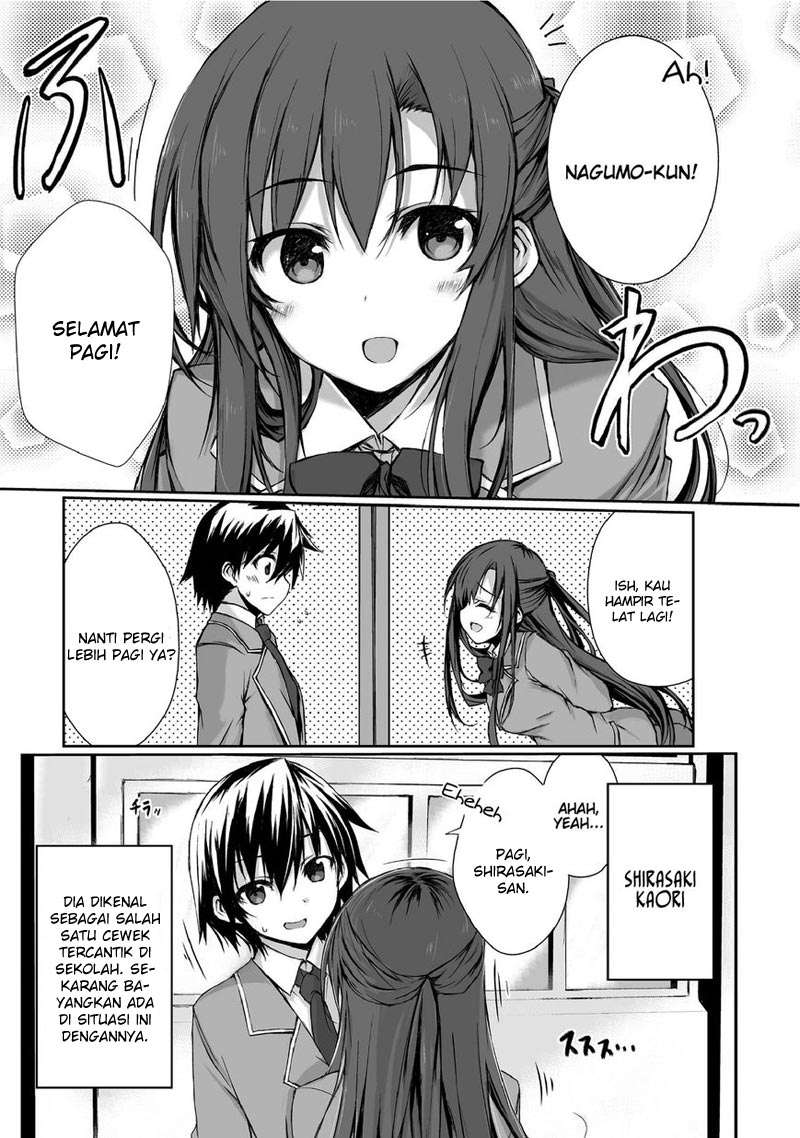 Ah!
NAGUMO-KUN!
ふ
SELAMAT
PAGI!
わっ
ISH, KAU
HAMPIR TE-
LAT LAGI!
NANTI PERGI
LEBIH PAGI YA?
SHIRASAKI
KAORI
AHAH,
YEAH...
Eheheh
PAGI,
SHIRASAKI-
SAN.
チラッ
DIA DIKENAL
SEBAGAI SALAH
SATU CEWEK
TERCANTIK DI
SEKOLAH. SE-
KARANG BA-
YANGKAN ADA
DI SITUASI INI
DENGANNYA.
ススス…